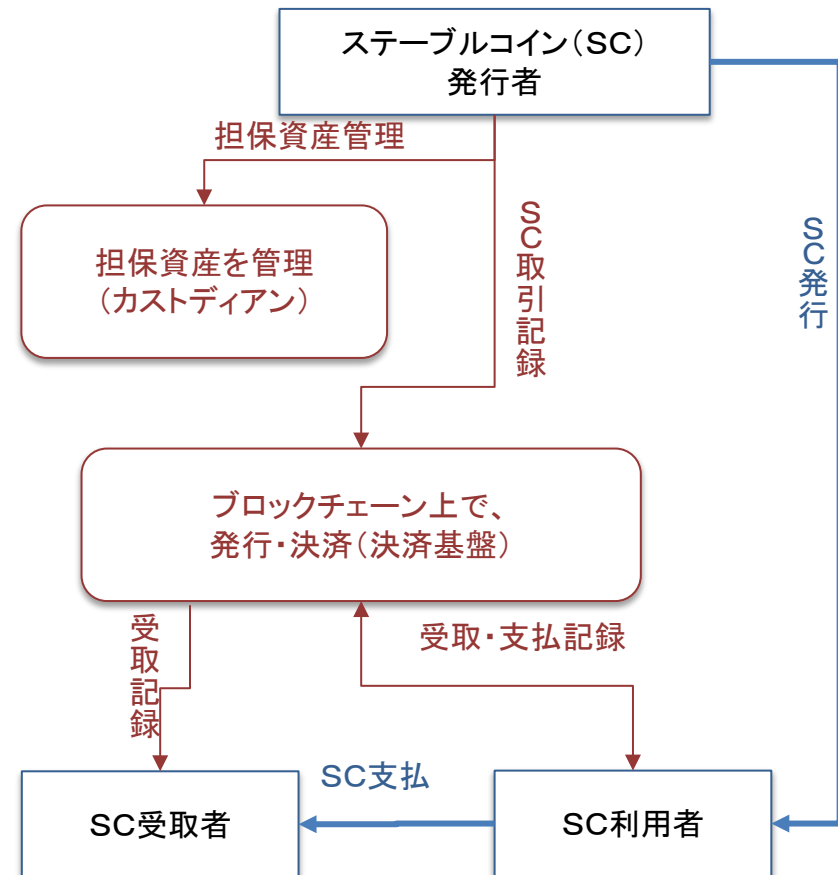 ステーブルコイン（SC）
発行者
担保資産管理
SC取引記録
SC発行
担保資産を管理
（カストディアン）
ブロックチェーン上で、
発行・決済（決済基盤）
受取記録
受取・支払記録
SC支払
SC受取者
SC利用者